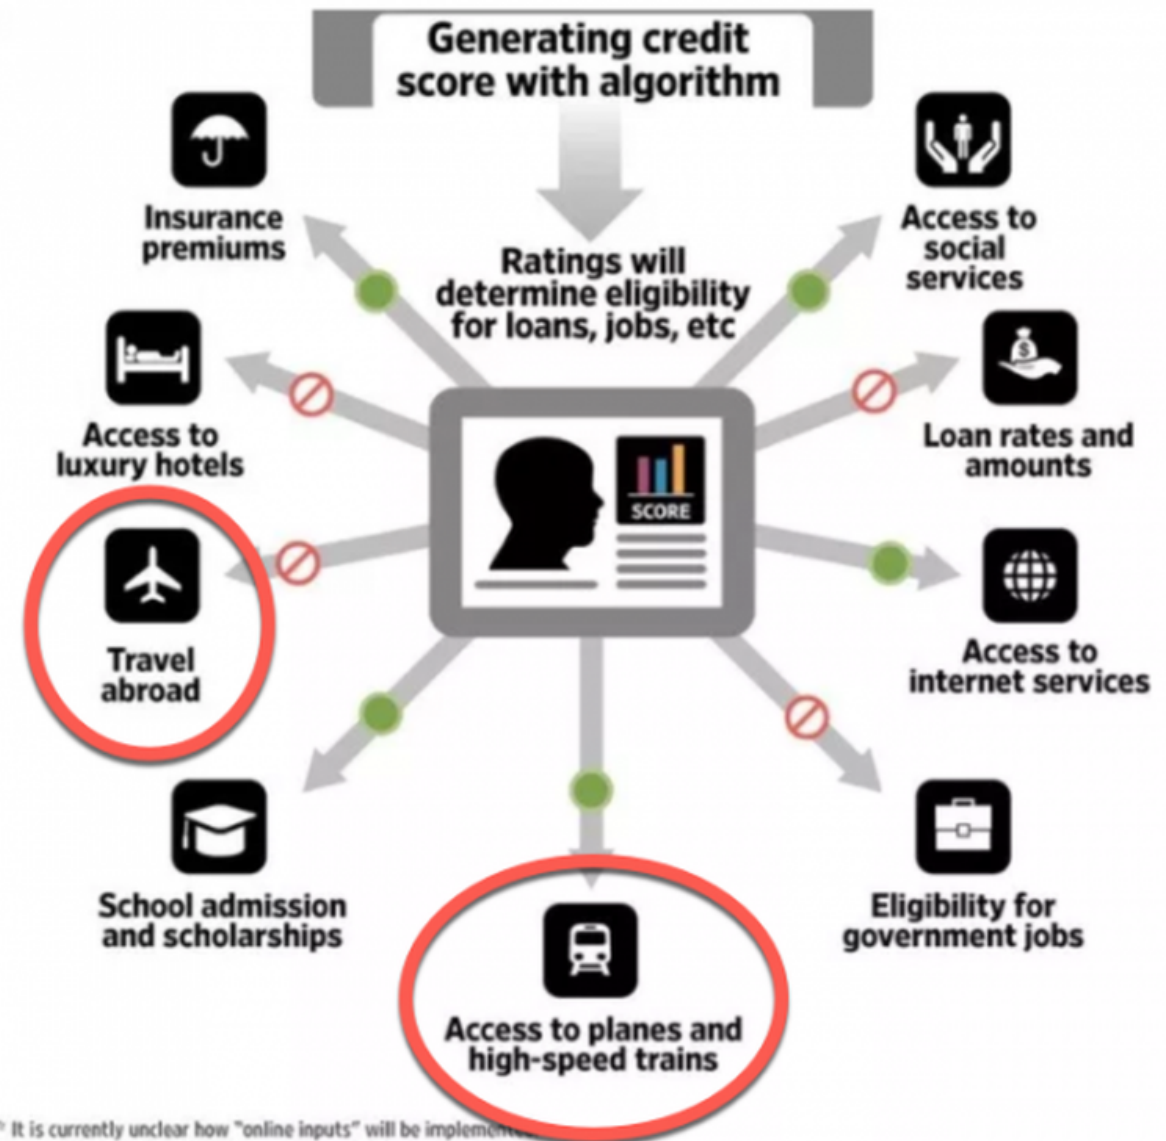 Generating credit
score with algorithm
Insurance
premiums
Ratings will
determine eligibility
for loans, jobs, etc
Access to
social
services
Access to
luxury hotels
SCORE
$
Loan rates and
amounts
Travel
abroad
Access to
internet services
School admission
and scholarships
Access to planes and
high-speed trains
Eligibility for
government jobs
* It is currently unclear how "online inputs" will be implemented.